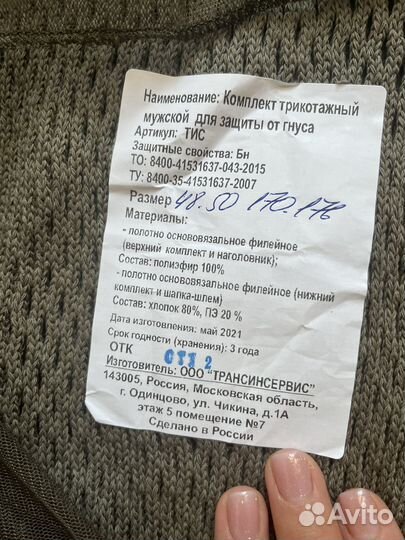 Наименование: Комплект трикотажный
мужской для защиты от гнуса
Артикул: ТИС
Защитные свойства: Бн
ТО: 8400-41531637-043-2015
ТУ: 8400-35-41531637-2007
Размер 48.50 170.176
Материалы:
- полотно основовязальное филейное
(верхний комплект и наголовник);
Состав: полиэфир 100%
- полотно основовязальное филейное (нижний
комплект и шапка-шлем)
Состав: хлопок 80%, ПЭ 20 %
Дата изготовления: май 2021
Срок годности (хранения): 3 года
ОТК
Изготовитель: ООО "ТРАНСИНСЕРВИС"
143005, Россия, Московская область,
г. Одинцово, ул. Чикина, д.1А
этаж 5 помещение №7
Сделано в России
Avito